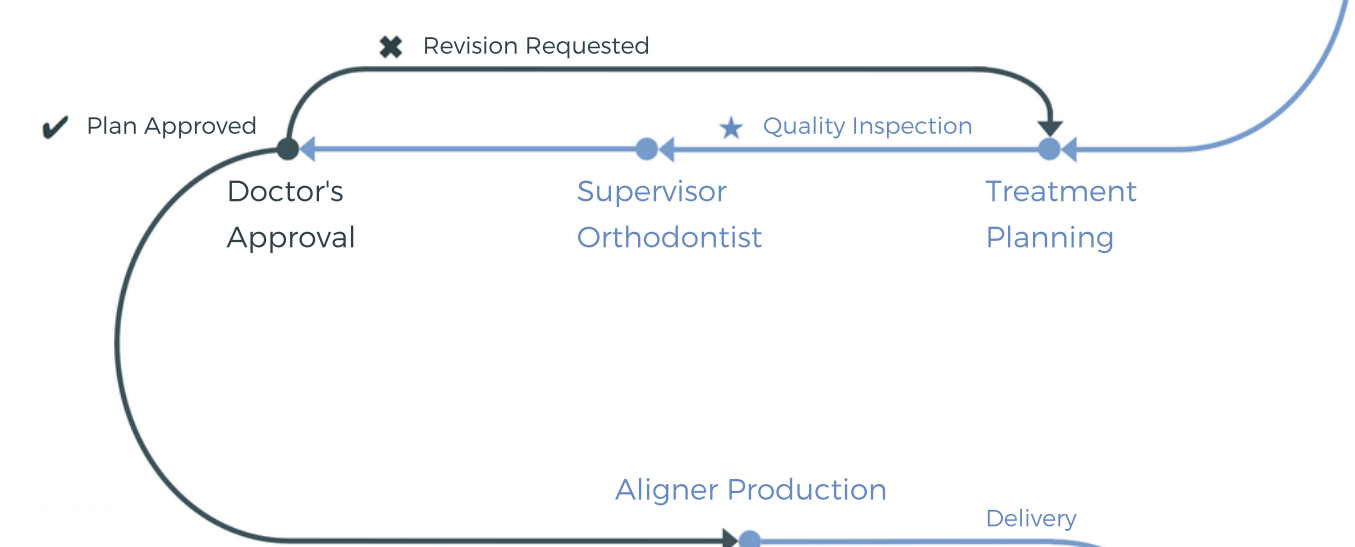 ✖ Revision Requested
✔ Plan Approved
★ Quality Inspection
Doctor's
Approval
Supervisor
Orthodontist
Treatment
Planning
Aligner Production
Delivery